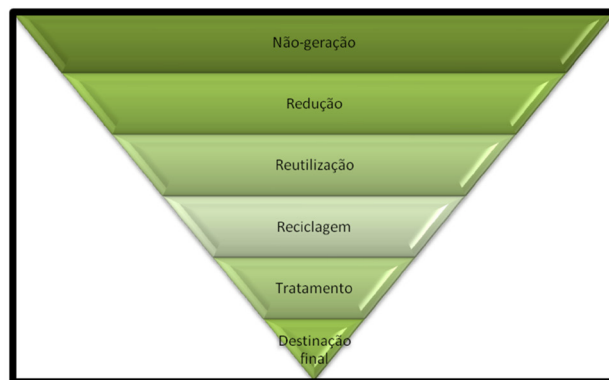 Não-geração
Redução
Reutilização
Reciclagem
Tratamento
Destinação
final